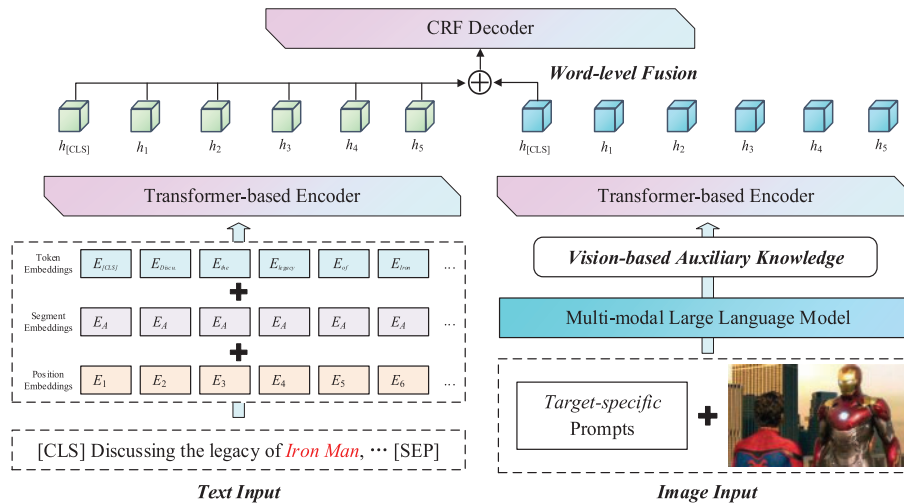 CRF Decoder
Word-level Fusion
h[CLS] h1 h2 h3 h4 h5
h[CLS] h1 h2 h3 h4 h5
Transformer-based Encoder
Transformer-based Encoder
Token Embeddings
E[CLS] EDiscu Ethe Elegacy Eof EIron ...
Segment Embeddings
EA EA EA EA EA EA ...
Position Embeddings
E1 E2 E3 E4 E5 E6 ...
[CLS] Discussing the legacy of Iron Man, ··· [SEP]
Text Input
Vision-based Auxiliary Knowledge
Multi-modal Large Language Model
Target-specific
Prompts
Image Input